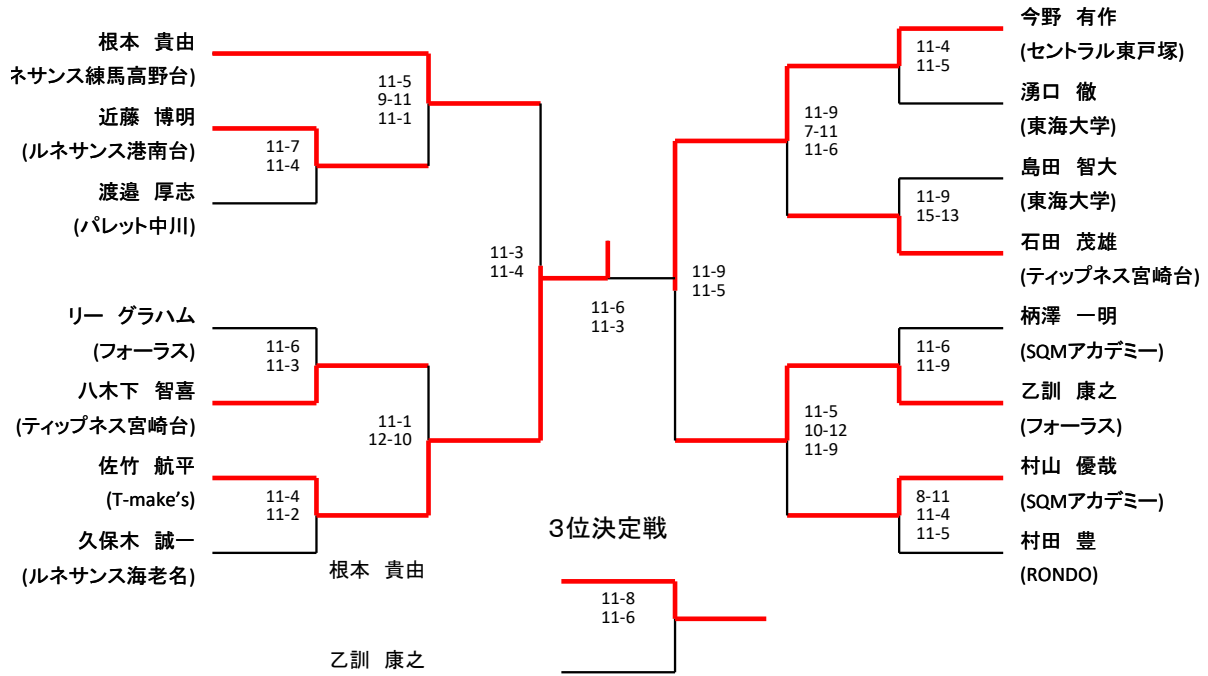 根本 貴由
ネサンス練馬高野台)
近藤 博明
(ルネサンス港南台)
渡邉 厚志
(パレット中川)
リー グラハム
(フォーラス)
八木下 智喜
(ティップネス宮崎台)
佐竹 航平
(T-make's)
久保木 誠一
(ルネサンス海老名)
11-5
9-11
11-1
11-7
11-4
11-6
11-3
11-4
11-2
11-1
12-10
11-3
11-4
11-6
11-3
11-9
11-5
11-9
7-11
11-6
11-5
10-12
11-9
11-4
11-5
11-9
15-13
11-6
11-9
8-11
11-4
11-5
今野 有作
(セントラル東戸塚)
湧口 徹
(東海大学)
島田 智大
(東海大学)
石田 茂雄
(ティップネス宮崎台)
柄澤 一明
(SQMアカデミー)
乙訓 康之
(フォーラス)
村山 優哉
(SQMアカデミー)
村田 豊
(RONDO)
3位決定戦
根本 貴由
11-8
11-6
乙訓 康之